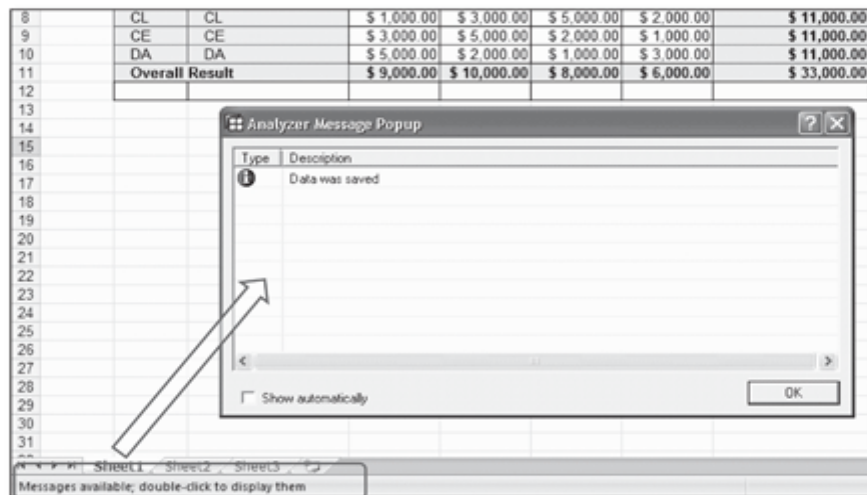 8 CL CL $ 1,000.00 $ 3,000.00 $ 5,000.00 $ 2,000.00 $ 11,000.00
9 CE CE $ 3,000.00 $ 5,000.00 $ 2,000.00 $ 1,000.00 $ 11,000.00
10 DA DA $ 5,000.00 $ 2,000.00 $ 1,000.00 $ 3,000.00 $ 11,000.00
11 Overall Result $ 9,000.00 $ 10,000.00 $ 8,000.00 $ 6,000.00 $ 33,000.00
12
13
14 Analyzer Message Popup
15
16 Type Description
17 Data was saved
18
19
20
21
22
23
24
25
26
27
28
29 Show automatically OK
30
31
Sheet1 Sheet2 Sheet3
Messages available; double-click to display them